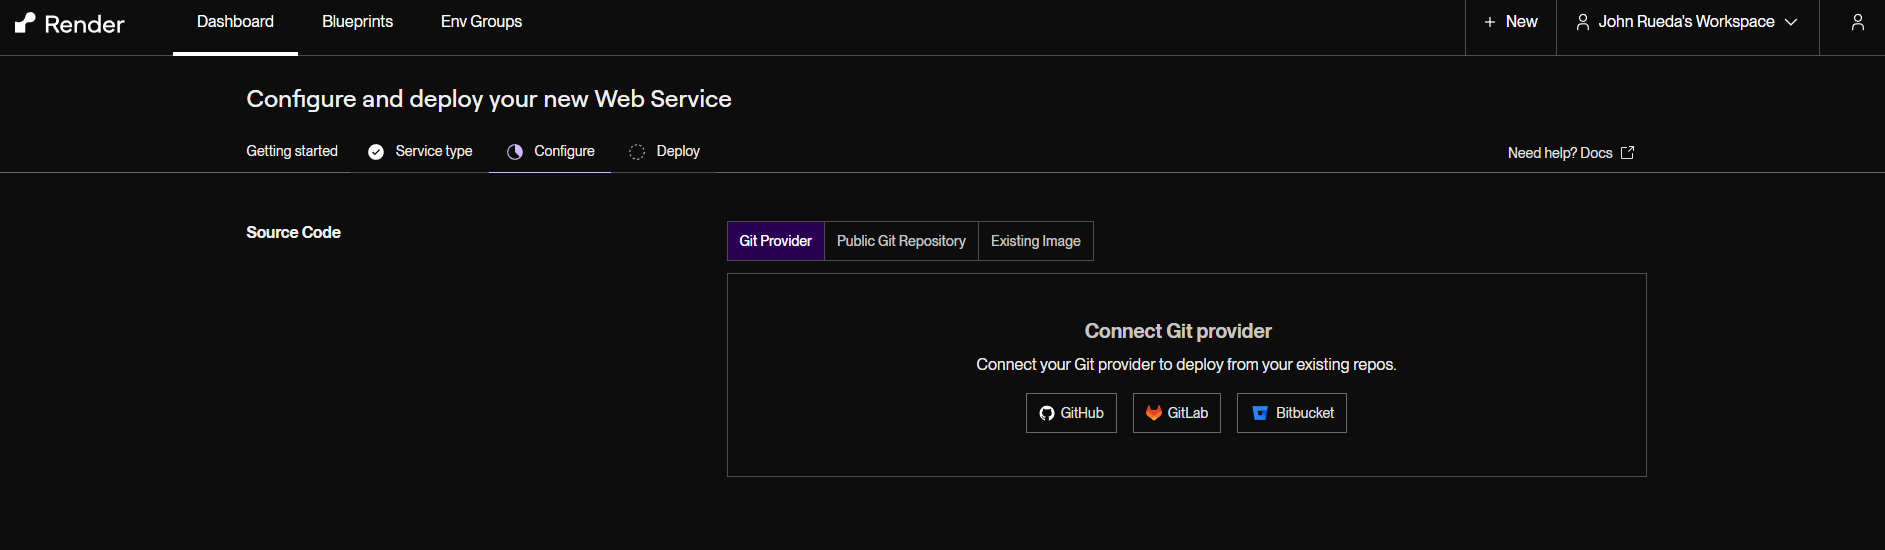 Render Dashboard Blueprints Env Groups + New John Rueda's Workspace
Configure and deploy your new Web Service
Getting started Service type Configure Deploy Need help? Docs
Source Code
Git Provider Public Git Repository Existing Image
Connect Git provider
Connect your Git provider to deploy from your existing repos.
GitHub GitLab Bitbucket